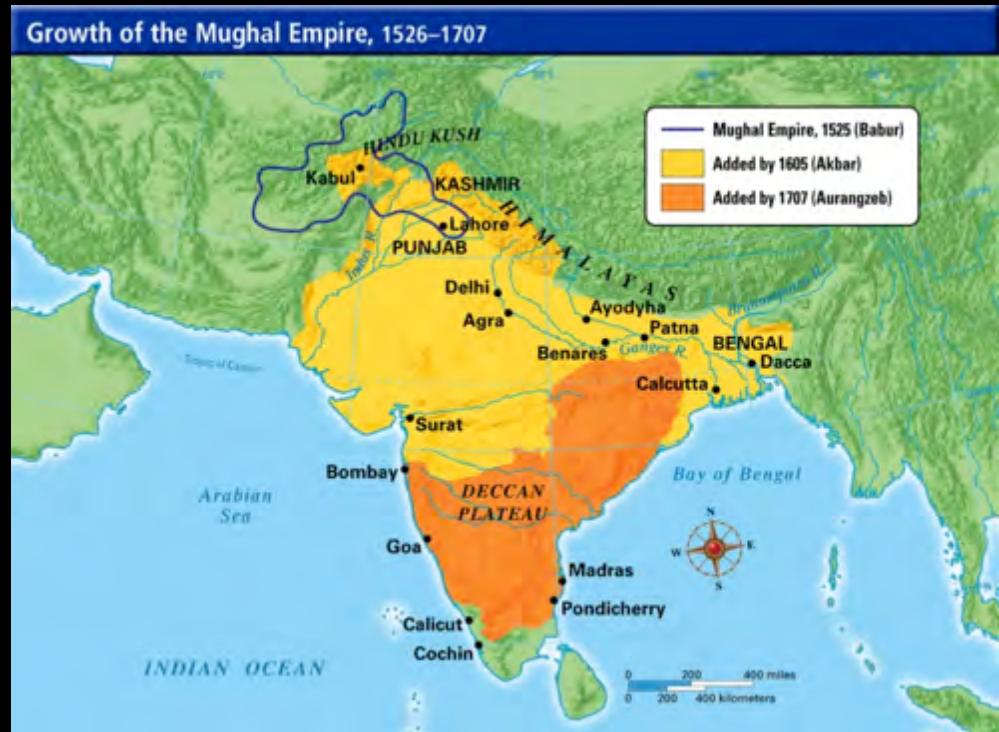 Growth of the Mughal Empire, 1526–1707
Mughal Empire, 1525 (Babur)
Added by 1605 (Akbar)
Added by 1707 (Aurangzeb)
HINDU KUSH
Kabul
KASHMIR
Lahore
HIMALAYAS
PUNJAB
Indus R.
Delhi
Agra
Ayodyha
Patna
Benares
Ganges R.
BENGAL
Dacca
Calcutta
Tropic of Cancer
Surat
Bombay
Arabian
Sea
DECCAN
PLATEAU
Bay of Bengal
Goa
N
W
E
S
Madras
Pondicherry
Calicut
Cochin
INDIAN OCEAN
0 200 400 miles
0 200 400 kilometers